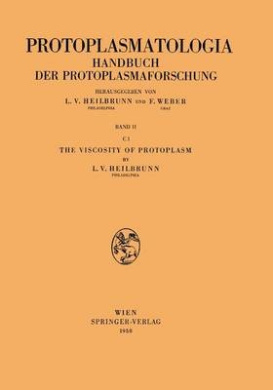 PROTOPLASMATOLOGIA
HANDBUCH
DER PROTOPLASMAFORSCHUNG
HERAUSGEGEBEN VON
L. V. HEILBRUNN UND F. WEBER
PHILADELPHIA GRAZ
BAND II
C 1
THE VISCOSITY OF PROTOPLASM
BY
L. V. HEILBRUNN
PHILADELPHIA
WIEN
SPRINGER-VERLAG
1958